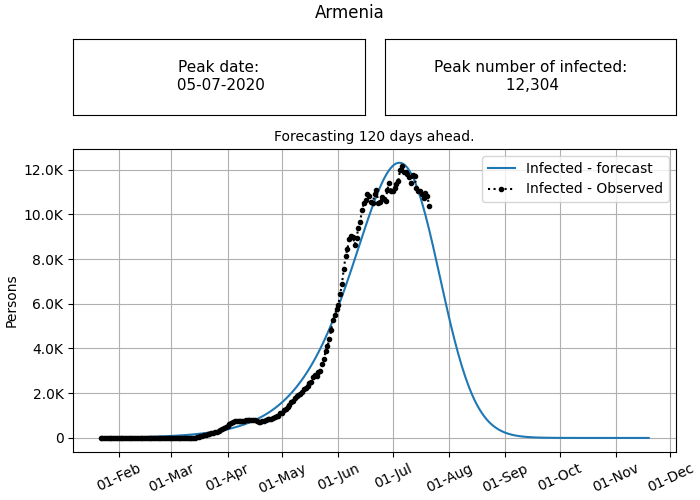 Armenia
Peak date:
05-07-2020
Peak number of infected:
12,304
Forecasting 120 days ahead.
Infected - forecast
Infected - Observed
Persons
12.0K
10.0K
8.0K
6.0K
4.0K
2.0K
0
01-Feb
01-Mar
01-Apr
01-May
01-Jun
01-Jul
01-Aug
01-Sep
01-Oct
01-Nov
01-Dec